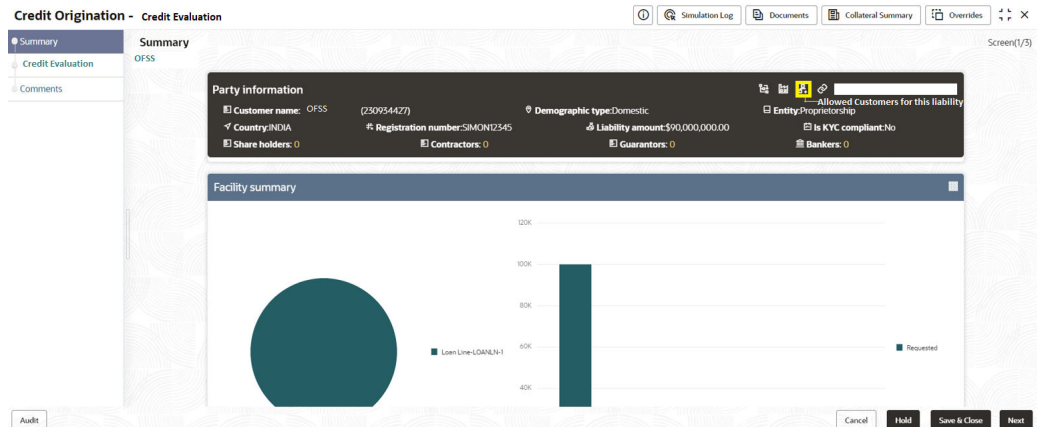 Credit Origination - Credit Evaluation
Simulation Log
Documents
Collateral Summary
Overrides
Summary
Credit Evaluation
Comments
Summary
OFSS
Screen(1/3)
Party information
Allowed Customers for this liability
Customer name: OFSS (230934427)
Demographic type:Domestic
Entity:Proprietorship
Country:INDIA
Registration number:SIMON12345
Liability amount:$90,000,000.00
Is KYC compliant:No
Share holders: 0
Contractors: 0
Guarantors: 0
Bankers: 0
Facility summary
Loan Line-LOANLN-1
120K
100K
80K
60K
40K
Requested
Audit
Cancel
Hold
Save & Close
Next